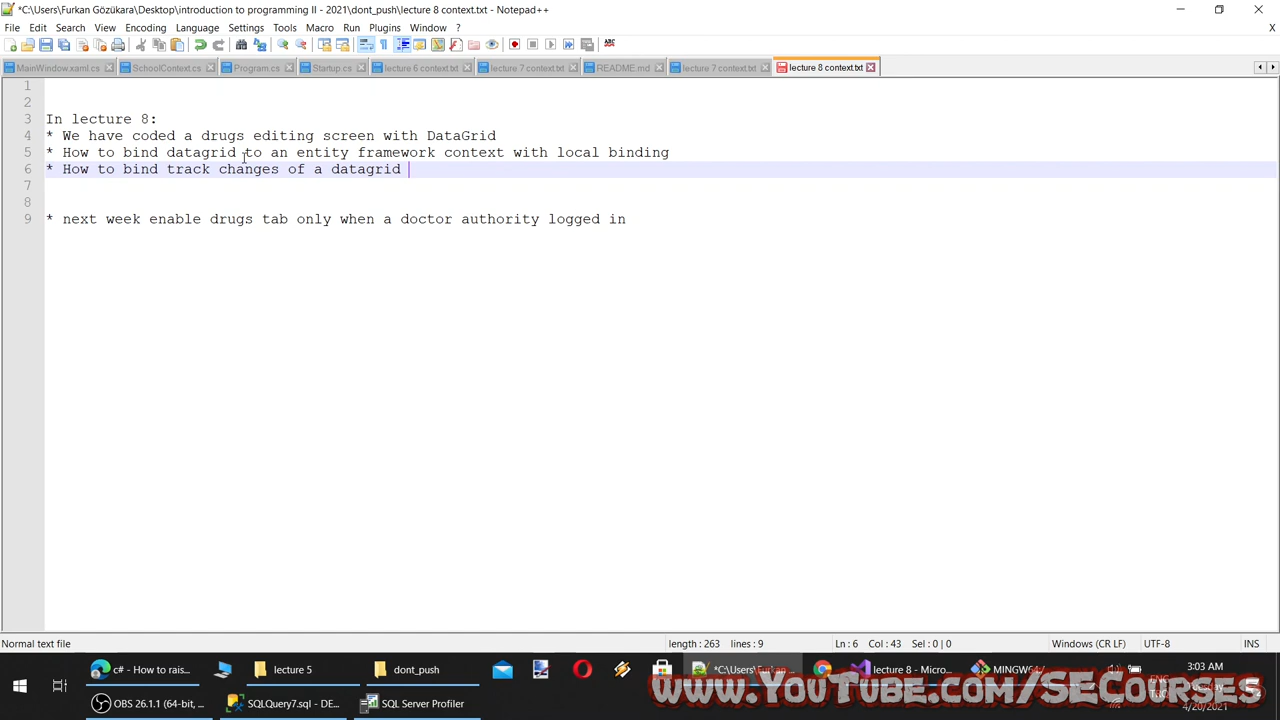 *C:\Users\Furkan Gözükara\Desktop\introduction to programming II - 2021\dont_push\lecture 8 context.txt - Notepad++
File Edit Search View Encoding Language Settings Tools Macro Run Plugins Window ? X
MainWindow.xaml.cs SchoolContext.cs Program.cs Startup.cs lecture 6 context.txt lecture 7 context.txt README.md lecture 7 context.txt lecture 8 context.txt
1
2
3 In lecture 8:
4 * We have coded a drugs editing screen with DataGrid
5 * How to bind datagrid to an entity framework context with local binding
6 * How to bind track changes of a datagrid
7
8
9 * next week enable drugs tab only when a doctor authority logged in
Normal text file length : 263 lines : 9 Ln : 6 Col : 43 Sel : 0 | 0 Windows (CR LF) UTF-8 INS
c# - How to rais... lecture 5 dont_push *C:\Users\Furkan lecture 8 - Micro... MINGW64:/ 3:03 AM
OBS 26.1.1 (64-bit, ... SQLQuery7.sql - DE... SQL Server Profiler 4/20/2021
www.YouTube.com/SECourses